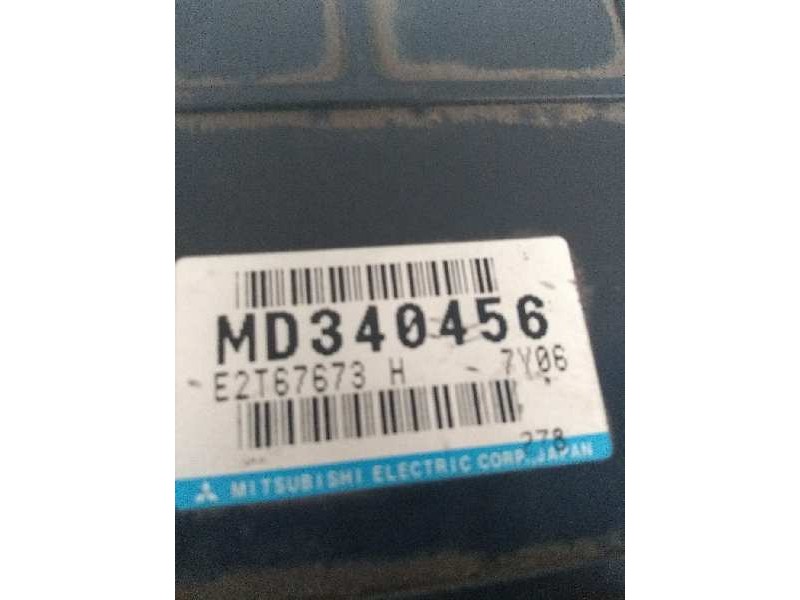 MD340456
E2T67673 H 7Y06
278
MITSUBISHI ELECTRIC CORP. JAPAN